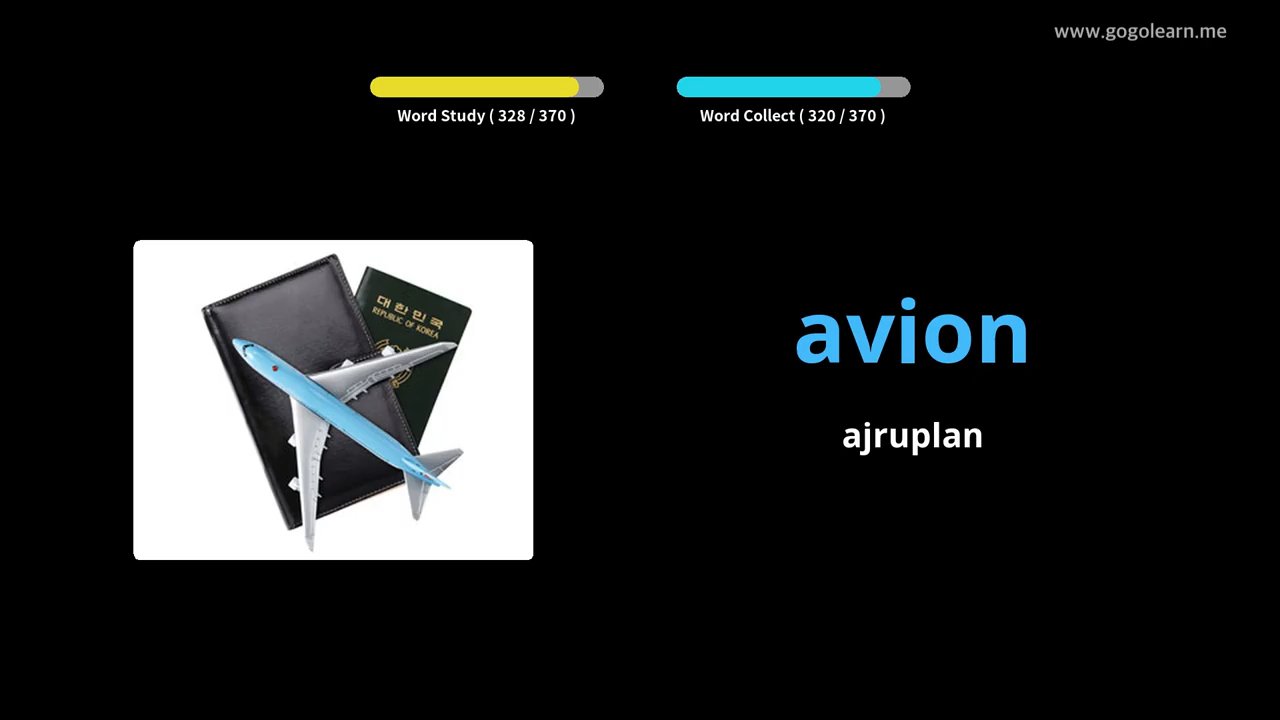 www.gogolearn.me
Word Study ( 328 / 370 )
Word Collect ( 320 / 370 )
대한민국
REPUBLIC OF KOREA
avion
ajruplan